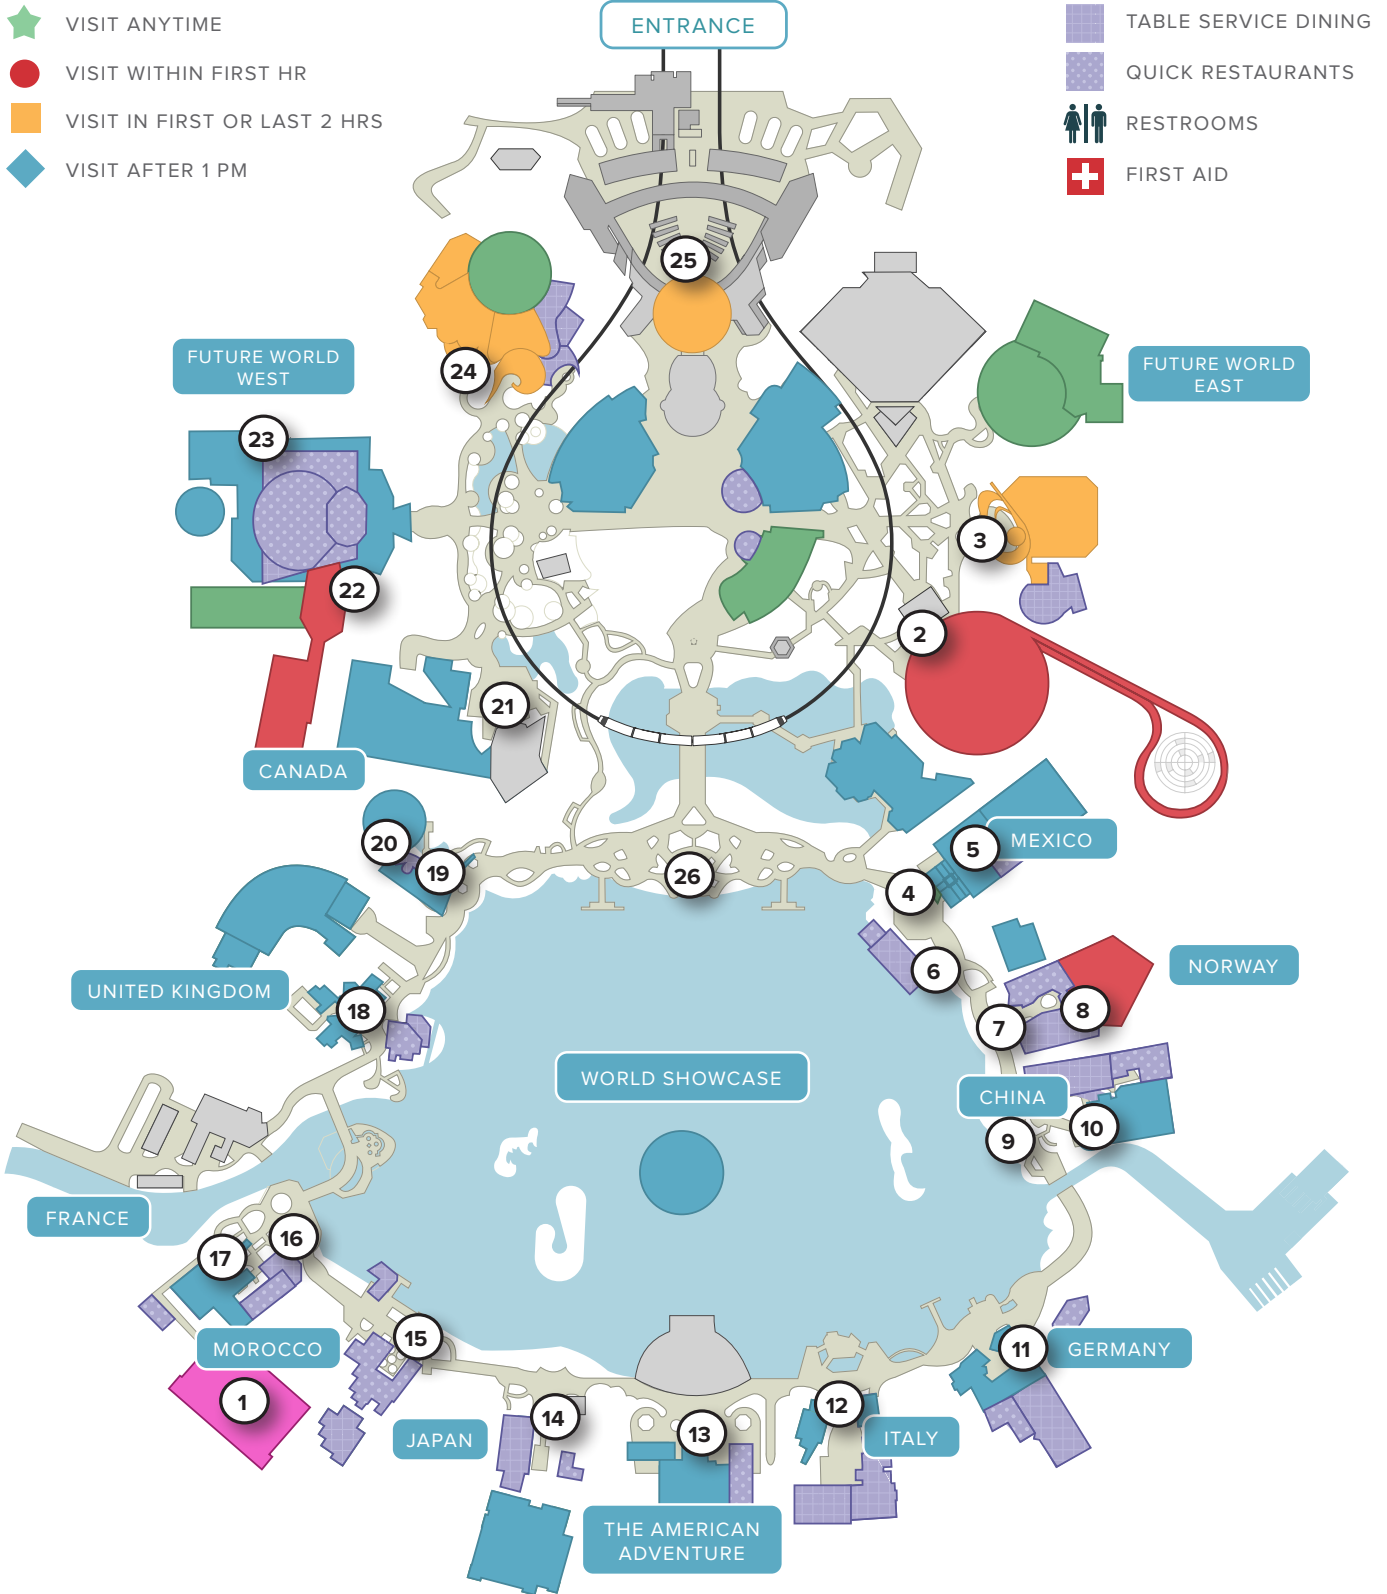 ENTRANCE
VISIT ANYTIME
VISIT WITHIN FIRST HR
VISIT IN FIRST OR LAST 2 HRS
VISIT AFTER 1 PM
TABLE SERVICE DINING
QUICK RESTAURANTS
RESTROOMS
FIRST AID
25
FUTURE WORLD
WEST
24
FUTURE WORLD
EAST
23
3
22
2
21
CANADA
20
19
26
5
MEXICO
4
6
NORWAY
UNITED KINGDOM
18
7
8
WORLD SHOWCASE
CHINA
9
10
FRANCE
16
17
MOROCCO
15
11
GERMANY
1
14
13
12
JAPAN
ITALY
THE AMERICAN
ADVENTURE